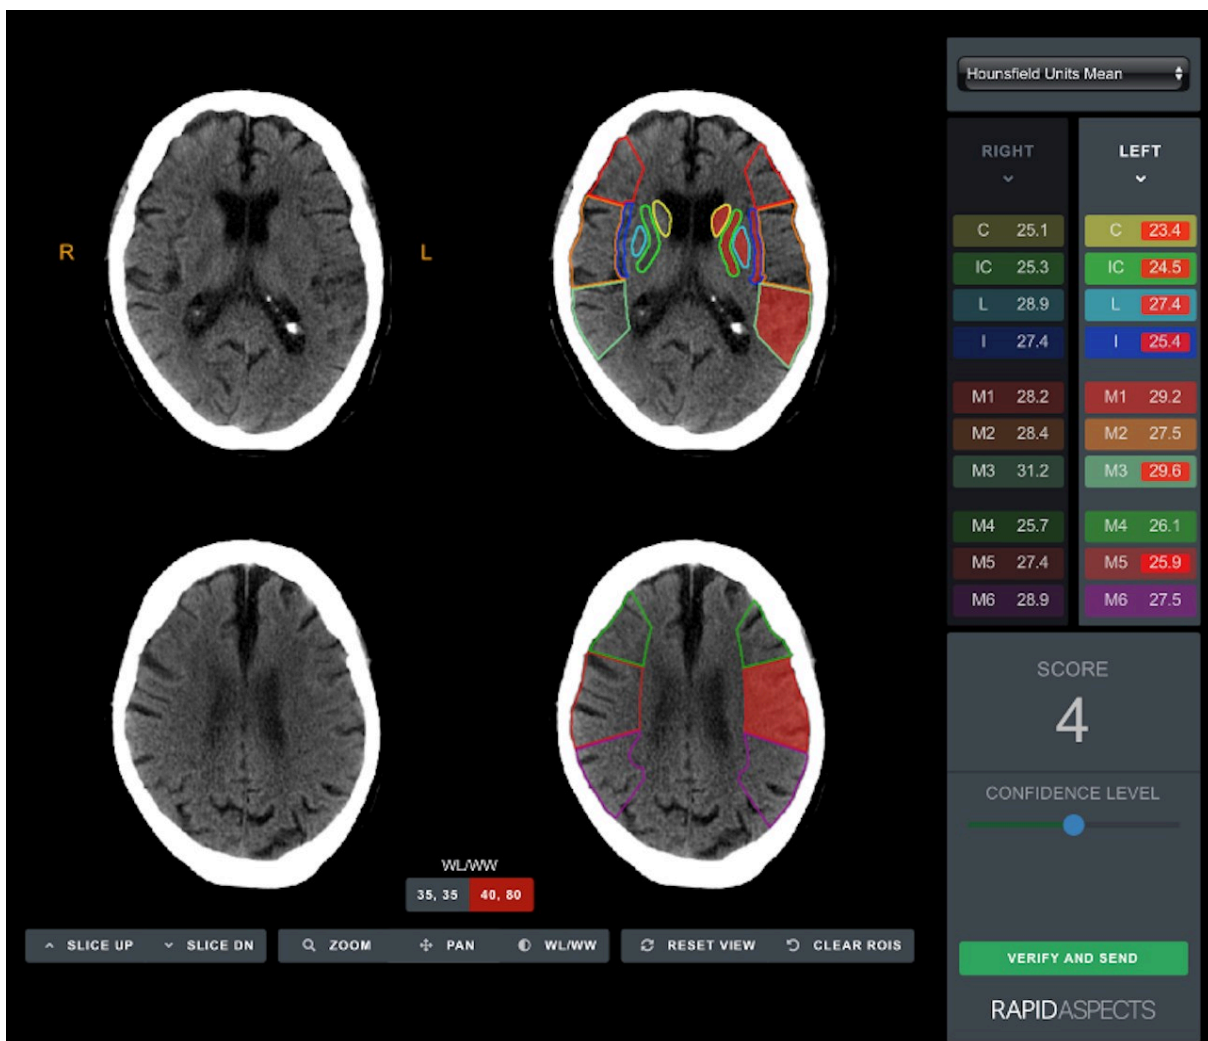 Hounsfield Units Mean
RIGHT LEFT
R L
C 25.1 C 23.4
IC 25.3 IC 24.5
L 28.9 L 27.4
I 27.4 I 25.4
M1 28.2 M1 29.2
M2 28.4 M2 27.5
M3 31.2 M3 29.6
M4 25.7 M4 26.1
M5 27.4 M5 25.9
M6 28.9 M6 27.5
SCORE
4
CONFIDENCE LEVEL
WL/WW
35, 35 40, 80
SLICE UP SLICE DN ZOOM PAN WL/WW RESET VIEW CLEAR ROIS
VERIFY AND SEND
RAPIDASPECTS